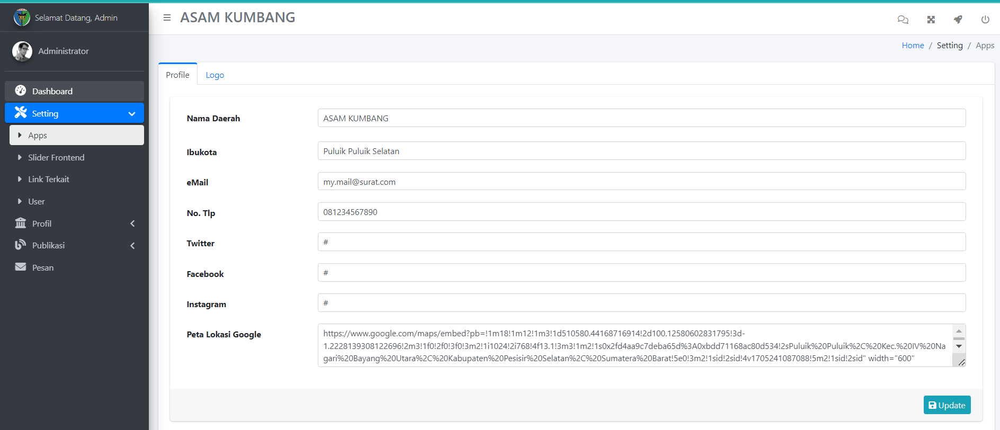 Selamat Datang, Admin
Administrator
Dashboard
Setting
Apps
Slider Frontend
Link Terkait
User
Profil
Publikasi
Pesan
ASAM KUMBANG
Home / Setting / Apps
Profile
Logo
Nama Daerah
ASAM KUMBANG
Ibukota
Puluik Puluik Selatan
eMail
my.mail@surat.com
No. Tlp
081234567890
Twitter
#
Facebook
#
Instagram
#
Peta Lokasi Google
https://www.google.com/maps/embed?pb=!1m18!1m12!1m3!1d510580.44168716914!2d100.12580602831795!3d-
1.2228139308122696!2m3!1f0!2f0!3f0!3m2!1i1024!2i768!4f13.1!3m3!1m2!1s0x2fd4aa9c7deba65d%3A0xbdd71168ac80d534!2sPuluik%20Puluik%2C%20Kec.%20IV%20Na
gari%20Bayang%20Utara%2C%20Kabupaten%20Pesisir%20Selatan%2C%20Sumatera%20Barat!5e0!3m2!1sid!2sid!4v1705241087088!5m2!1sid!2sid" width="600"
Update